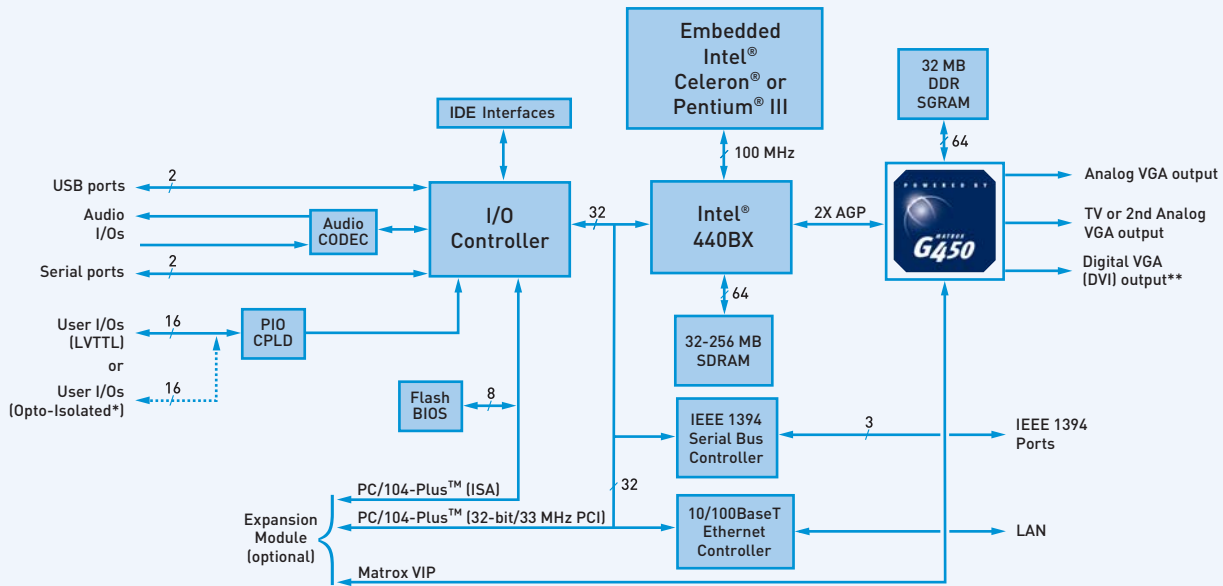 Embedded
Intel®
Celeron® or
Pentium® III
32 MB
DDR
SGRAM
IDE Interfaces
100 MHz
64
USB ports
2
Audio
I/Os
Audio
CODEC
Serial ports
2
I/O
Controller
32
Intel®
440BX
2X AGP
POWERED BY
MATROX
G450
Analog VGA output
TV or 2nd Analog
VGA output
Digital VGA
(DVI) output**
User I/Os
(LVTTL)
16
or
User I/Os
(Opto-Isolated*)
16
PIO
CPLD
64
32-256 MB
SDRAM
Flash
BIOS
8
IEEE 1394
Serial Bus
Controller
3
IEEE 1394
Ports
32
PC/104-Plus™ (ISA)
PC/104-Plus™ (32-bit/33 MHz PCI)
Expansion
Module
(optional)
Matrox VIP
10/100BaseT
Ethernet
Controller
LAN